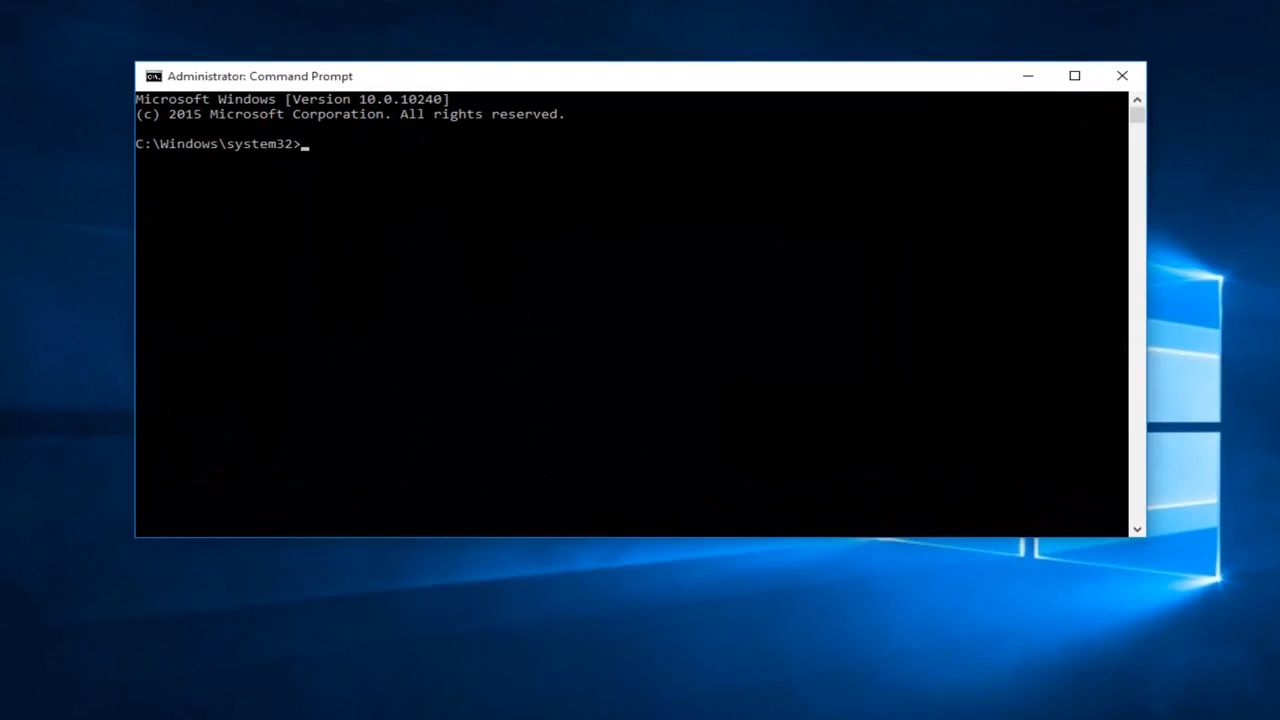 Administrator: Command Prompt
Microsoft Windows [Version 10.0.10240]
(c) 2015 Microsoft Corporation. All rights reserved.
C:\Windows\system32>_